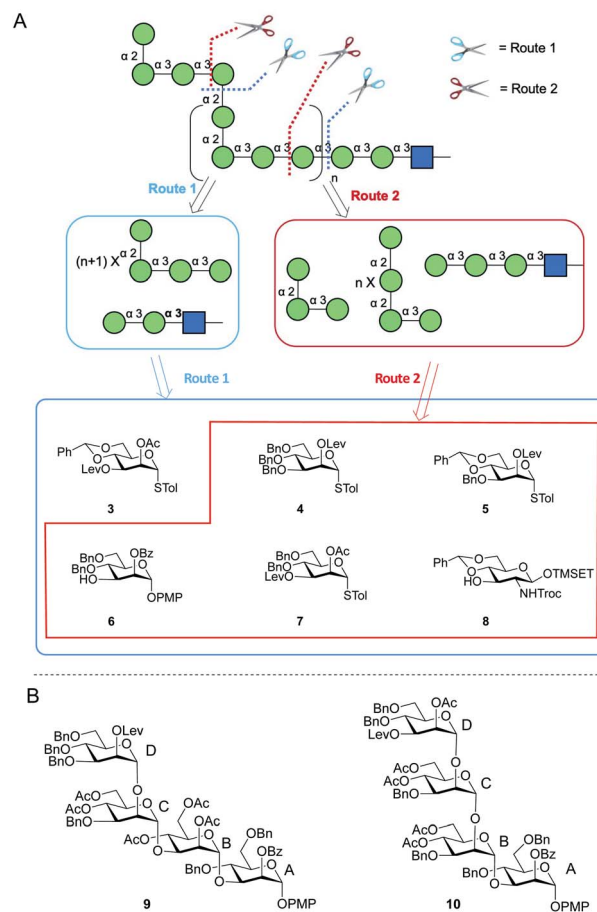 A
α 2
α 3
α 3
α 2
α 2
α 3
α 3
α 3
α 3
α 3
n
= Route 1
= Route 2
Route 1
Route 2
(n+1) X
α 2
α 3
α 3
α 3
α 3
α 2
α 3
n X
α 2
α 2
α 3
α 3
α 3
α 3
Route 1
Route 2
Ph
O
O
OAc
O
LevO
STol
3
BnO
BnO
BnO
OLev
O
STol
4
Ph
O
O
BnO
OLev
O
STol
5
BnO
BnO
HO
OBz
O
OPMP
6
BnO
BnO
LevO
OAc
O
STol
7
Ph
O
O
HO
O
OTMSET
NHTroc
8
B
BnO
BnO
BnO
OLev
O
D
O
AcO
AcO
BnO
O
C
O
AcO
OAc
OAc
O
B
O
BnO
OBn
OBz
O
A
OPMP
9
BnO
BnO
LevO
OAc
O
D
O
AcO
AcO
BnO
O
C
O
AcO
AcO
BnO
O
B
O
BnO
OBn
OBz
O
A
OPMP
10